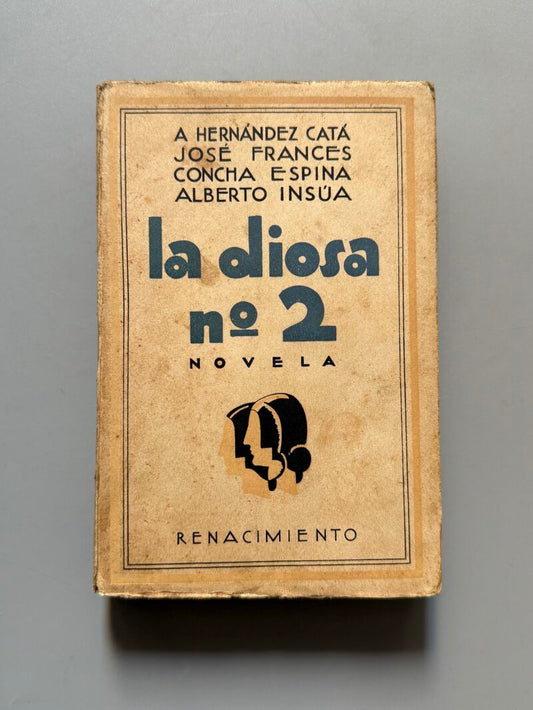 A HERNÁNDEZ CATÁ
JOSÉ FRANCES
CONCHA ESPINA
ALBERTO INSÚA
la diosa
nº 2
NOVELA
RENACIMIENTO